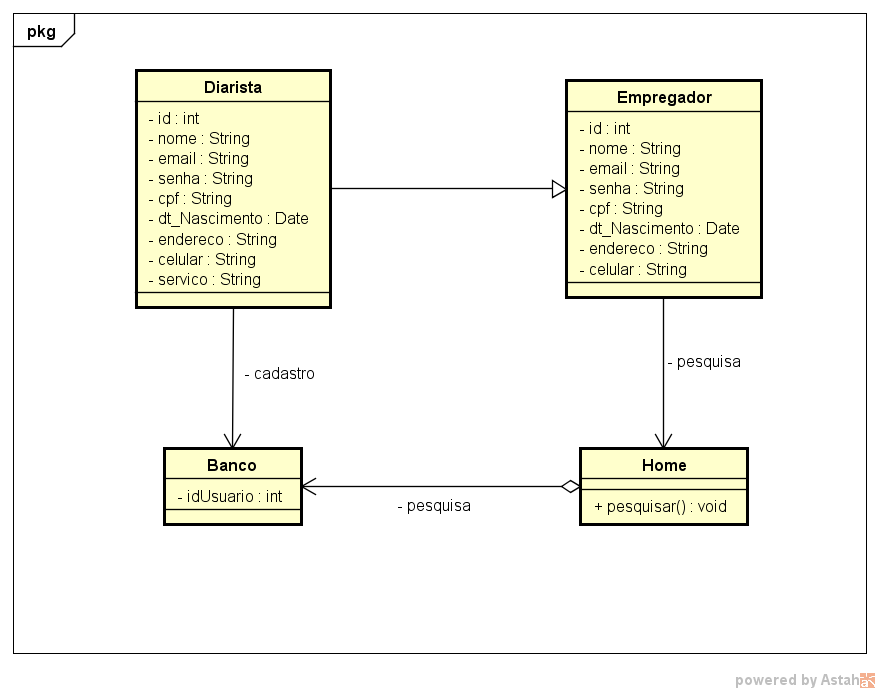 pkg
Diarista
- id : int
- nome : String
- email : String
- senha : String
- cpf : String
- dt_Nascimento : Date
- endereco : String
- celular : String
- servico : String
Empregador
- id : int
- nome : String
- email : String
- senha : String
- cpf : String
- dt_Nascimento : Date
- endereco : String
- celular : String
- cadastro
- pesquisa
Banco
- idUsuario : int
- pesquisa
Home
+ pesquisar() : void
powered by Astah